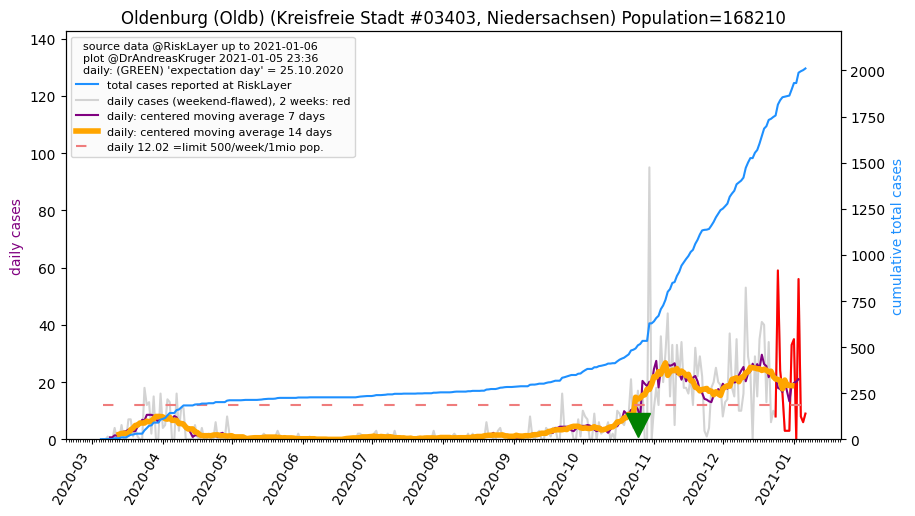 Oldenburg (Oldb) (Kreisfreie Stadt #03403, Niedersachsen) Population=168210
source data @RiskLayer up to 2021-01-06
plot @DrAndreasKruger 2021-01-05 23:36
daily: (GREEN) 'expectation day' = 25.10.2020
total cases reported at RiskLayer
daily cases (weekend-flawed), 2 weeks: red
daily: centered moving average 7 days
daily: centered moving average 14 days
daily 12.02 =limit 500/week/1mio pop.
daily cases
140
120
100
80
60
40
20
0
cumulative total cases
2000
1750
1500
1250
1000
750
500
250
0
2020-03
2020-04
2020-05
2020-06
2020-07
2020-08
2020-09
2020-10
2020-11
2020-12
2021-01